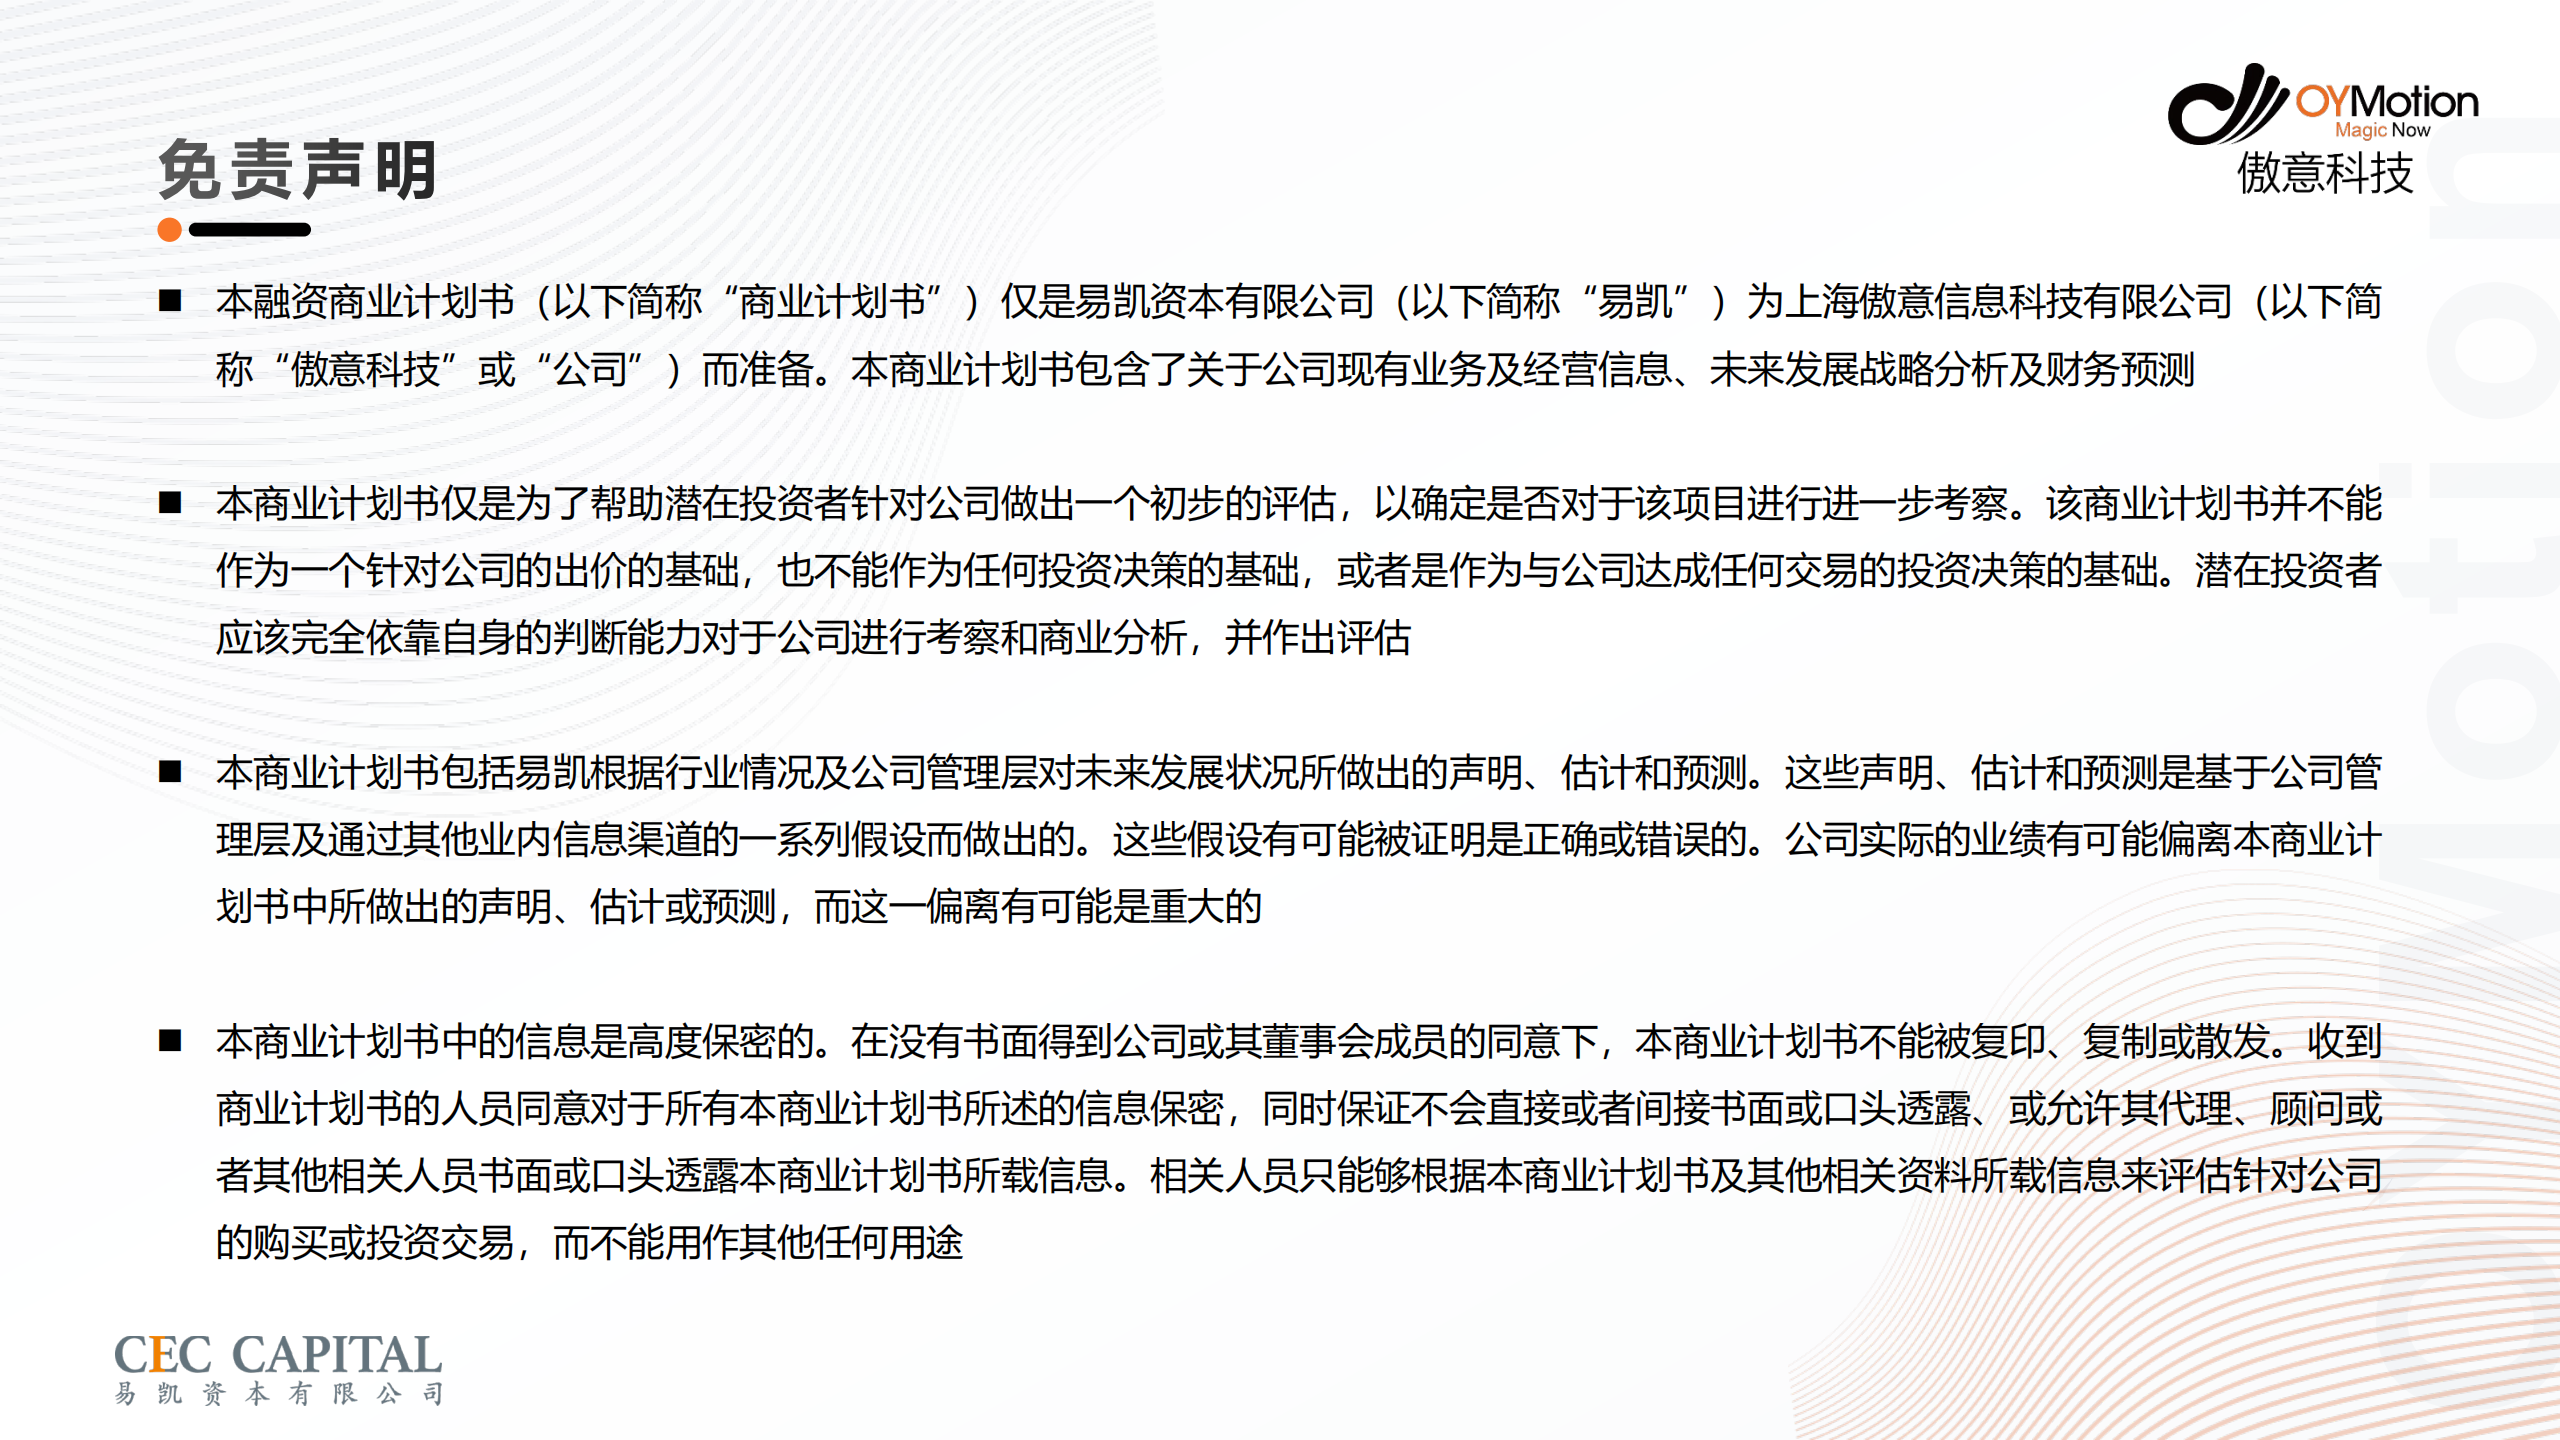 OYMotion
Magic Now
傲意科技
免责声明
■ 本融资商业计划书（以下简称“商业计划书”）仅是易凯资本有限公司（以下简称“易凯”）为上海傲意信息科技有限公司（以下简
称“傲意科技”或“公司”）而准备。本商业计划书包含了关于公司现有业务及经营信息、未来发展战略分析及财务预测
■ 本商业计划书仅是为了帮助潜在投资者针对公司做出一个初步的评估，以确定是否对于该项目进行进一步考察。该商业计划书并不能
作为一个针对公司的出价的基础，也不能作为任何投资决策的基础，或者是作为与公司达成任何交易的投资决策的基础。潜在投资者
应该完全依靠自身的判断能力对于公司进行考察和商业分析，并作出评估
■ 本商业计划书包括易凯根据行业情况及公司管理层对未来发展状况所做出的声明、估计和预测。这些声明、估计和预测是基于公司管
理层及通过其他业内信息渠道的一系列假设而做出的。这些假设有可能被证明是正确或错误的。公司实际的业绩有可能偏离本商业计
划书中所做出的声明、估计或预测，而这一偏离有可能是重大的
■ 本商业计划书中的信息是高度保密的。在没有书面得到公司或其董事会成员的同意下，本商业计划书不能被复印、复制或散发。收到
商业计划书的人员同意对于所有本商业计划书所述的信息保密，同时保证不会直接或者间接书面或口头透露、或允许其代理、顾问或
者其他相关人员书面或口头透露本商业计划书所载信息。相关人员只能够根据本商业计划书及其他相关资料所载信息来评估针对公司
的购买或投资交易，而不能用作其他任何用途
CEC CAPITAL
易凯资本有限公司
OYMotion